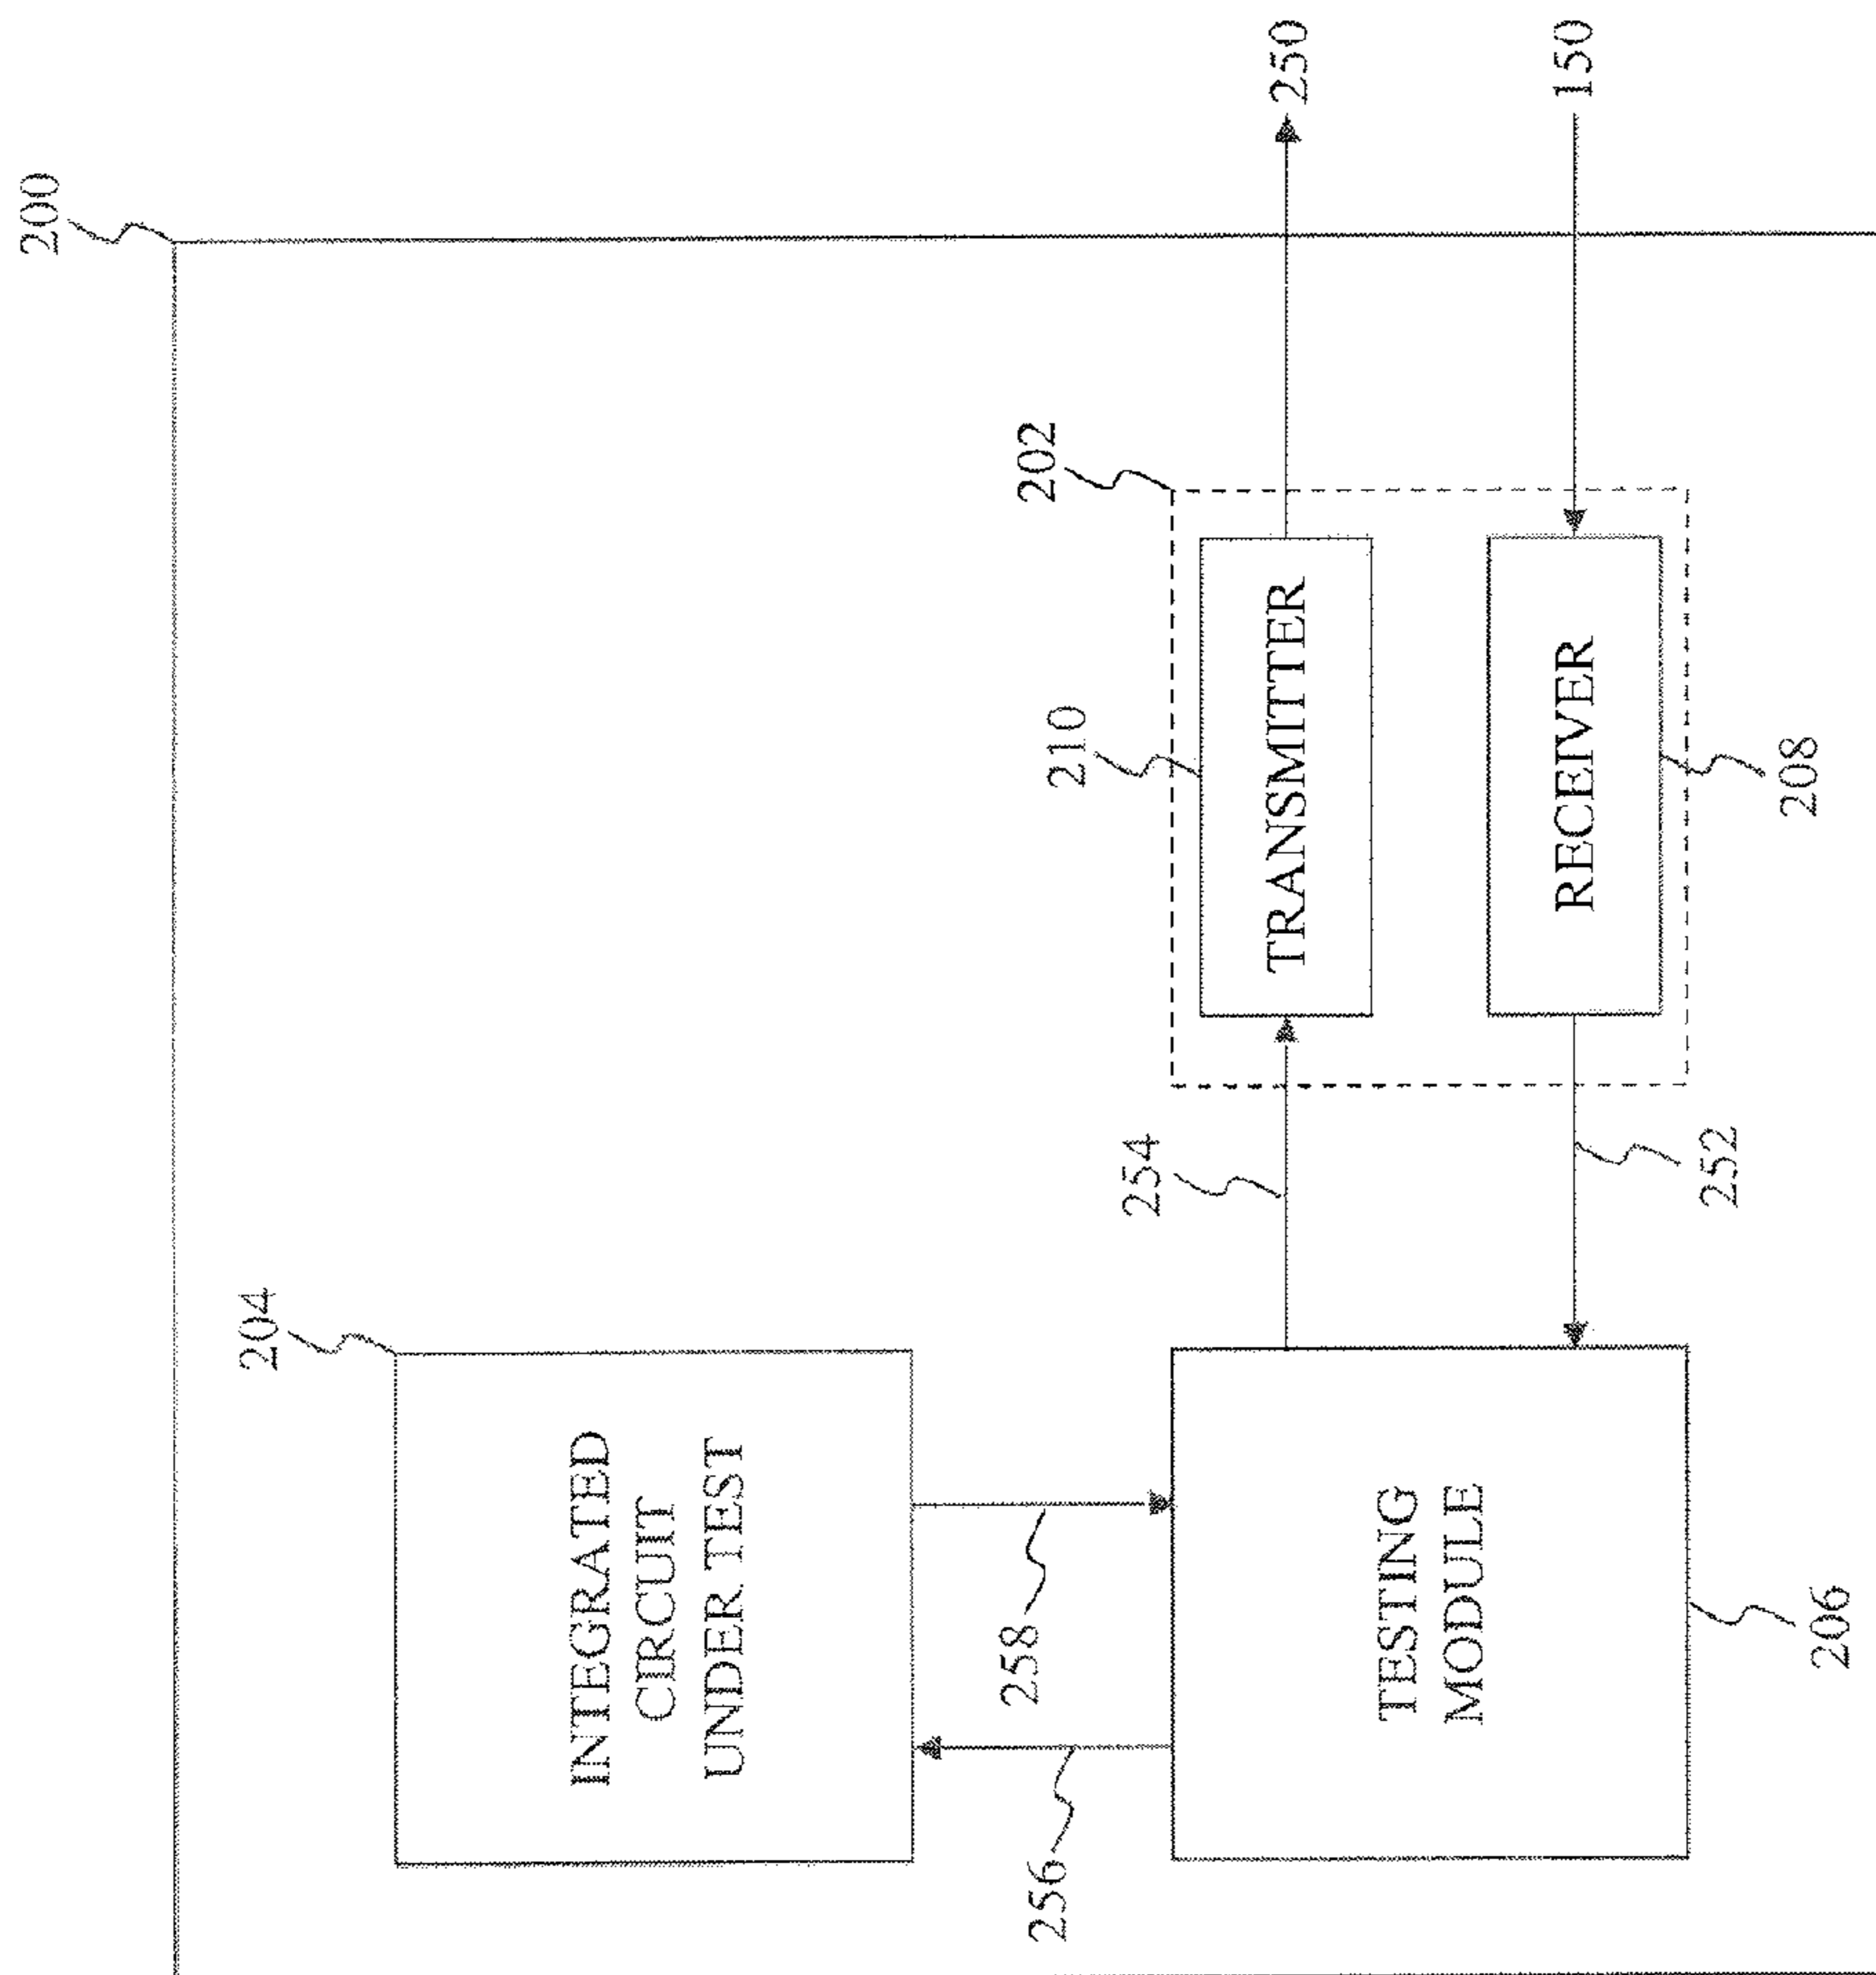 200
204
INTEGRATED
CIRCUIT
UNDER TEST
256
258
TESTING
MODULE
206
254
252
202
210
TRANSMITTER
RECEIVER
208
250
150